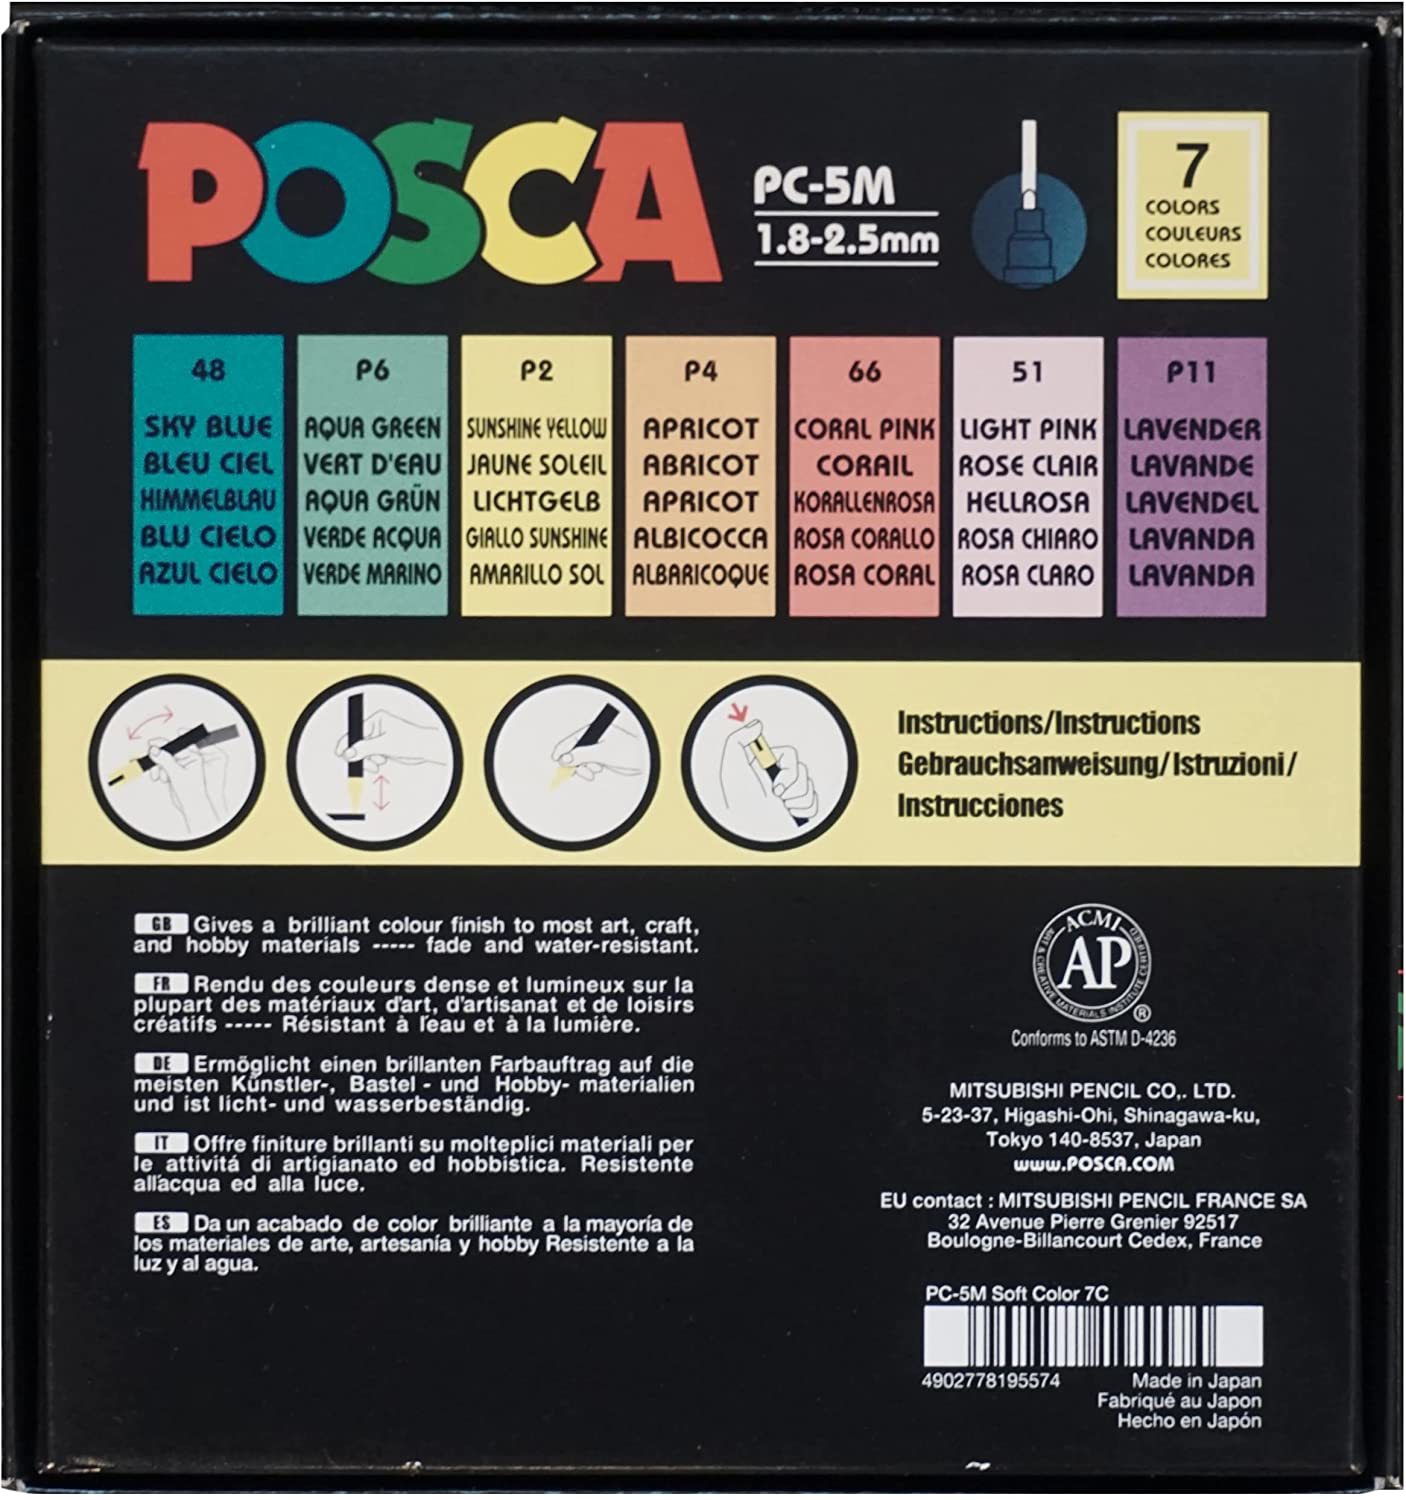 POSCA
PC-5M
1.8-2.5mm
7
COLORS
COULEURS
COLORES
48
SKY BLUE
BLEU CIEL
HIMMELBLAU
BLU CIELO
AZUL CIELO
P6
AQUA GREEN
VERT D'EAU
AQUA GRÜN
VERDE ACQUA
VERDE MARINO
P2
SUNSHINE YELLOW
JAUNE SOLEIL
LICHTGELB
GIALLO SUNSHINE
AMARILLO SOL
P4
APRICOT
ABRICOT
APRICOT
ALBICOCCA
ALBARICOQUE
66
CORAL PINK
CORAIL
KORALLENROSA
ROSA CORALLO
ROSA CORAL
51
LIGHT PINK
ROSE CLAIR
HELLROSA
ROSA CHIARO
ROSA CLARO
P11
LAVENDER
LAVANDE
LAVENDEL
LAVANDA
LAVANDA
Instructions/Instructions
Gebrauchsanweisung/Istruzioni/
Instrucciones
GB Gives a brilliant colour finish to most art, craft,
and hobby materials ----- fade and water-resistant.
FR Rendu des couleurs dense et lumineux sur la
plupart des matériaux d'art, d'artisanat et de loisirs
créatifs ----- Résistant à l'eau et à la lumière.
DE Ermöglicht einen brillanten Farbauftrag auf die
meisten Künstler-, Bastel - und Hobby- materialien
und ist licht- und wasserbeständig.
IT Offre finiture brillanti su molteplici materiali per
le attivitá di artigianato ed hobbistica. Resistente
all'acqua ed alla luce.
ES Da un acabado de color brilliante a la mayoría de
los materiales de arte, artesanía y hobby Resistente a la
luz y al agua.
ACMI
AP
ART & CREATIVE MATERIALS INSTITUTE CERTIFIED
®
Conforms to ASTM D-4236
MITSUBISHI PENCIL CO,. LTD.
5-23-37, Higashi-Ohi, Shinagawa-ku,
Tokyo 140-8537, Japan
www.POSCA.COM
EU contact : MITSUBISHI PENCIL FRANCE SA
32 Avenue Pierre Grenier 92517
Boulogne-Billancourt Cedex, France
PC-5M Soft Color 7C
4902778195574
Made in Japan
Fabriqué au Japon
Hecho en Japón